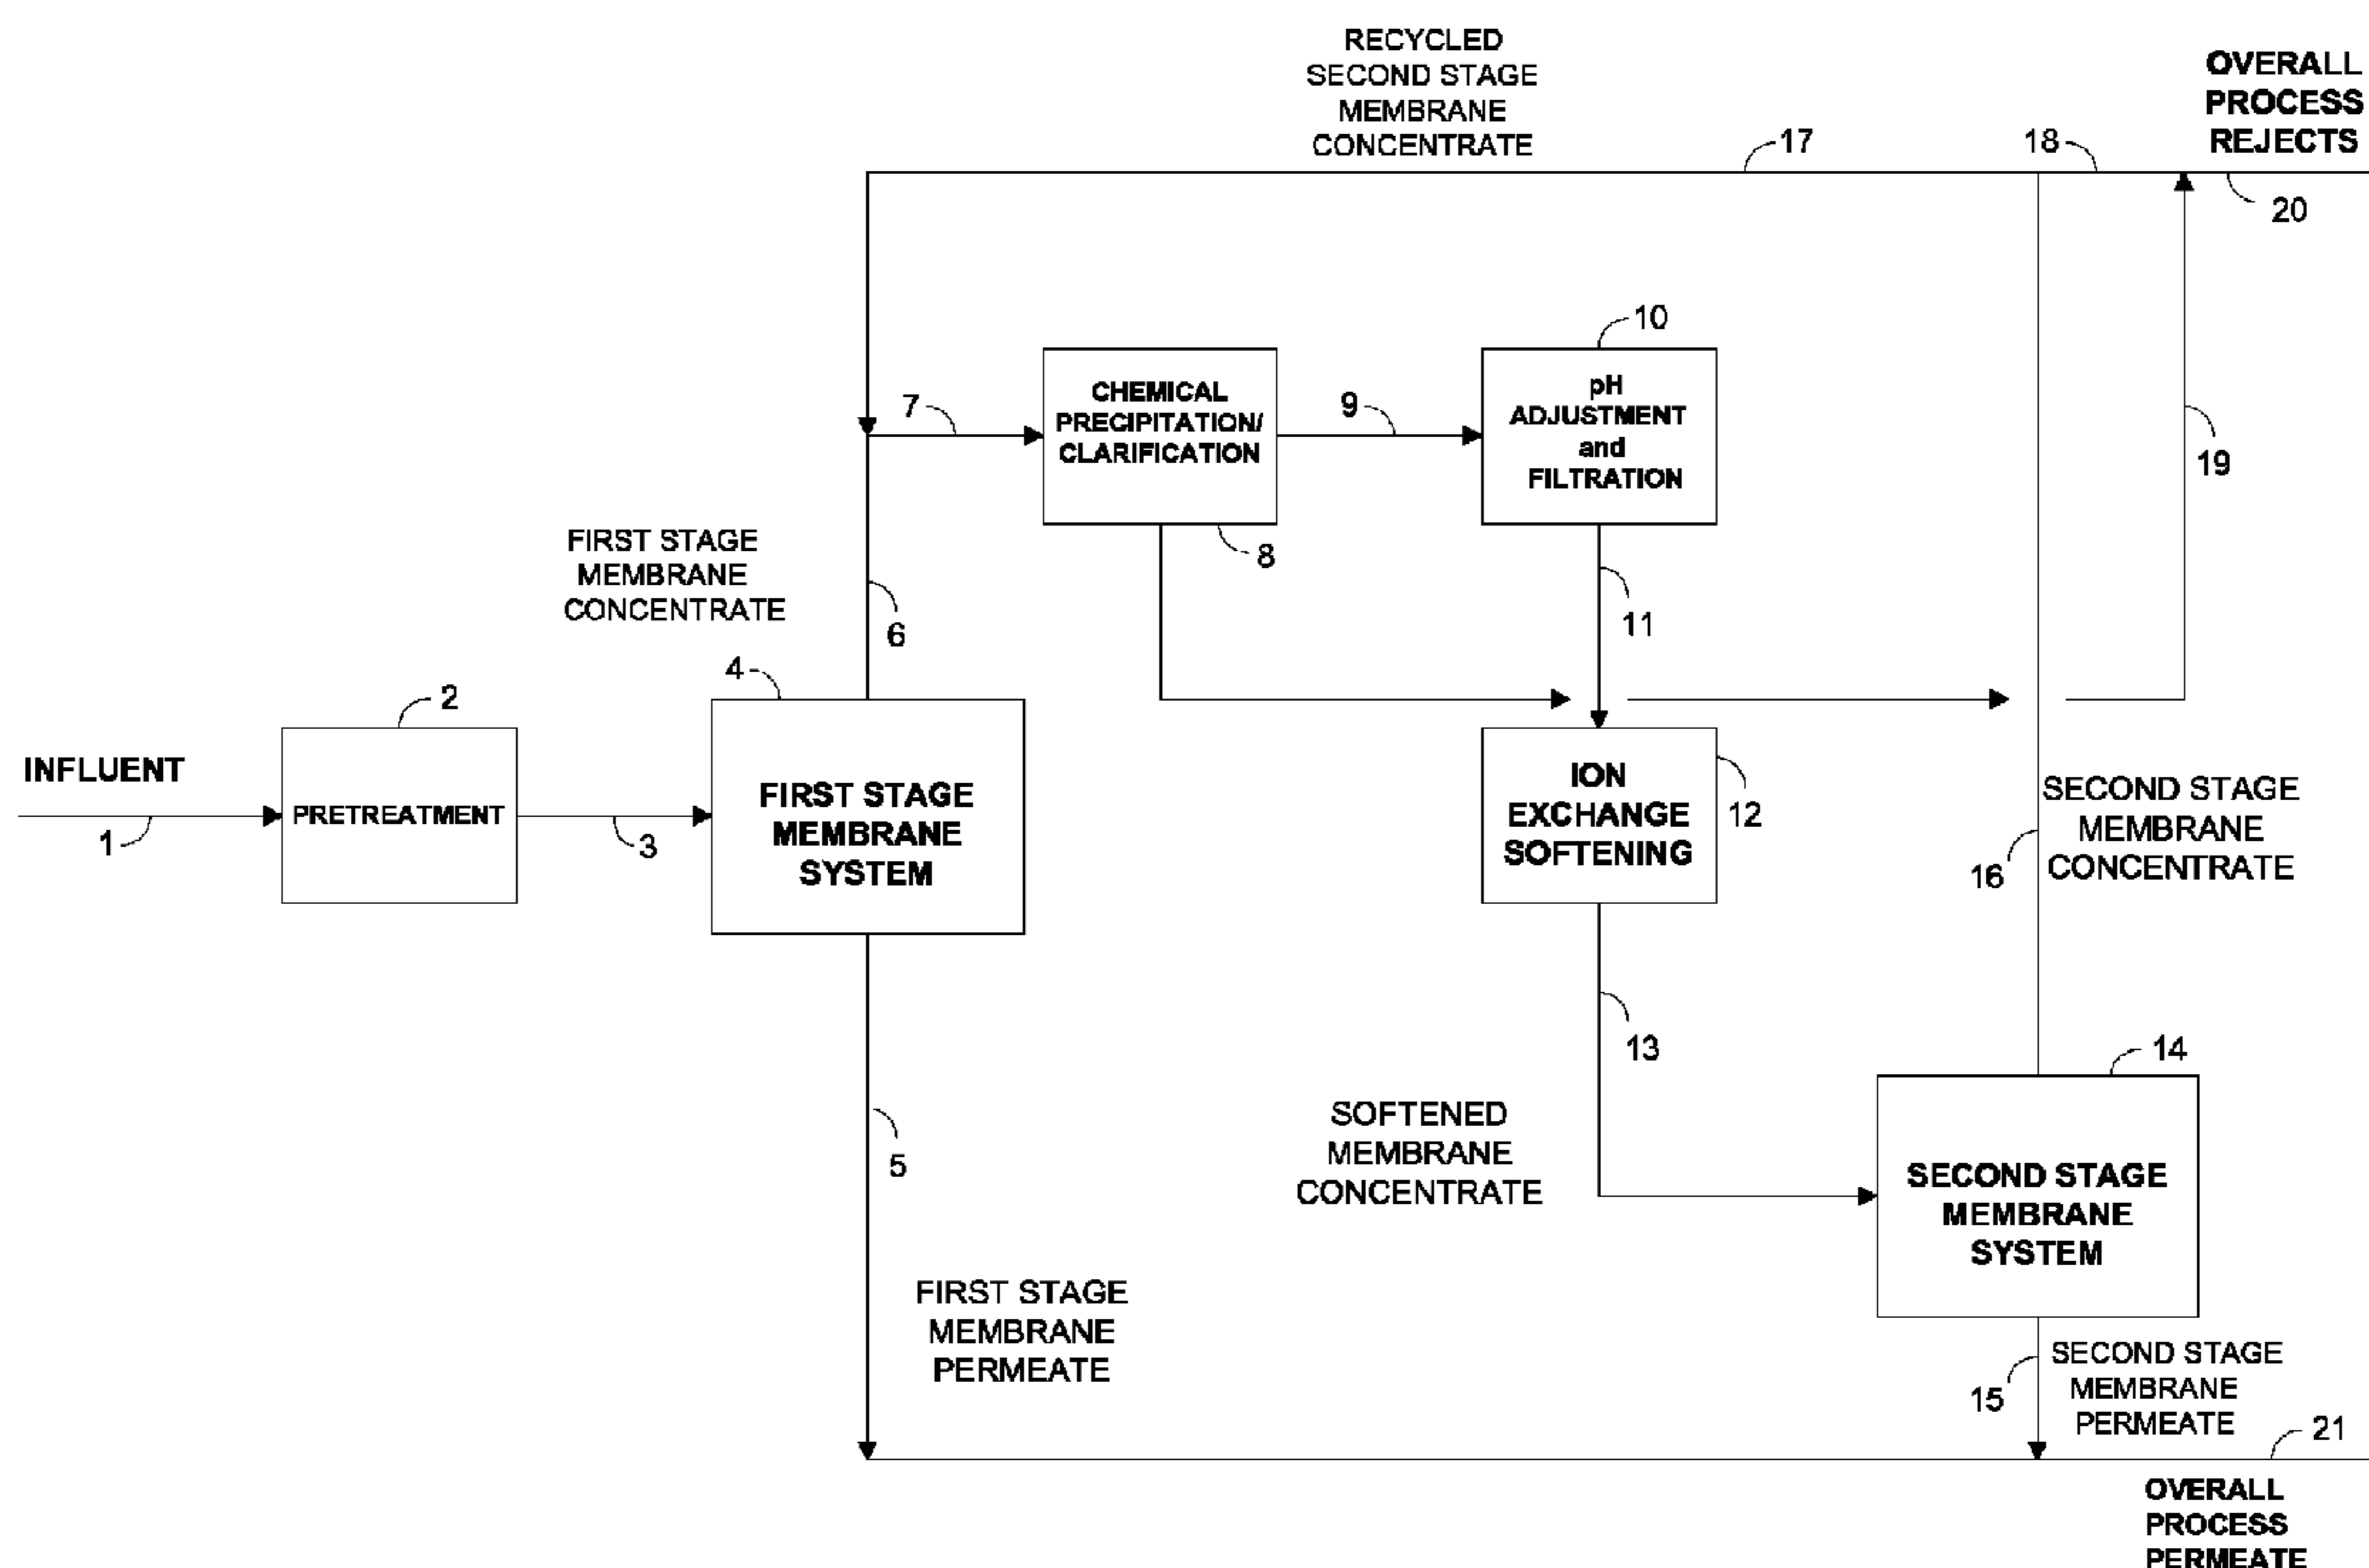 RECYCLED
SECOND STAGE
MEMBRANE
CONCENTRATE
OVERALL
PROCESS
REJECTS
17
18
20
10
7
CHEMICAL
PRECIPITATION/
CLARIFICATION
9
pH
ADJUSTMENT
and
FILTRATION
19
8
FIRST STAGE
MEMBRANE
CONCENTRATE
6
11
4
2
INFLUENT
1
PRETREATMENT
3
FIRST STAGE
MEMBRANE
SYSTEM
ION
EXCHANGE
SOFTENING
12
SECOND STAGE
MEMBRANE
CONCENTRATE
16
13
14
5
SOFTENED
MEMBRANE
CONCENTRATE
SECOND STAGE
MEMBRANE
SYSTEM
FIRST STAGE
MEMBRANE
PERMEATE
15
SECOND STAGE
MEMBRANE
PERMEATE
21
OVERALL
PROCESS
PERMEATE